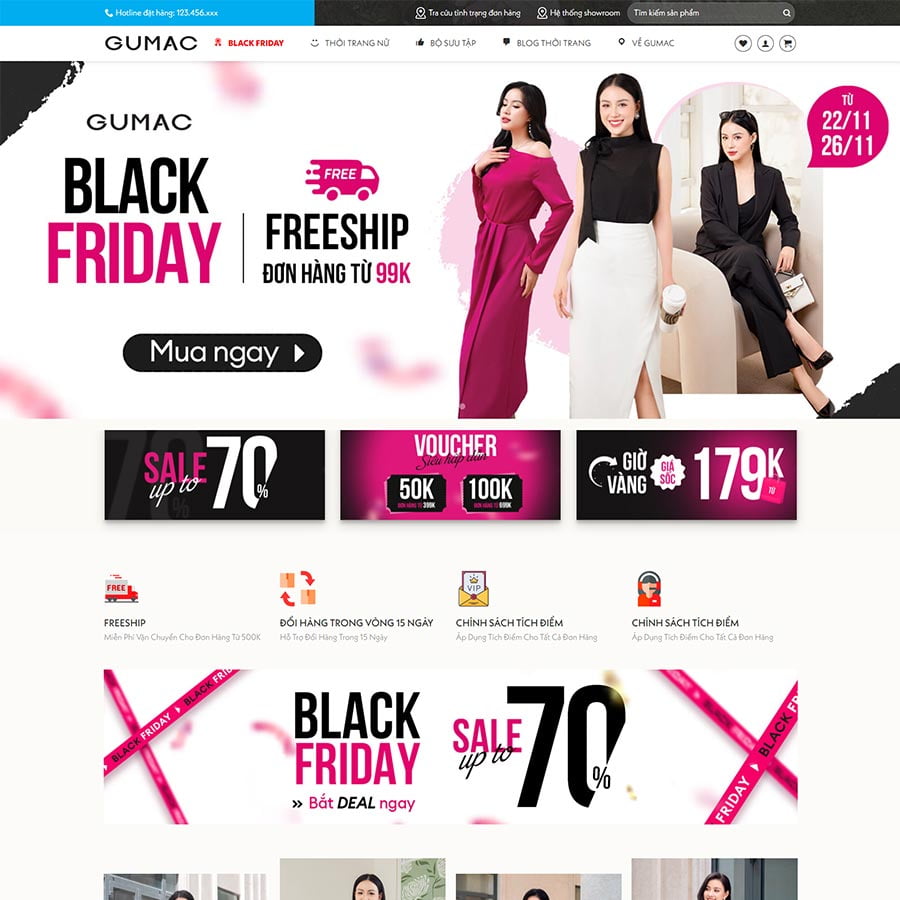 Hotline đặt hàng: 123.456.xxx
Tra cứu tình trạng đơn hàng
Hệ thống showroom
Tìm kiếm sản phẩm
GUMAC
BLACK FRIDAY
THỜI TRANG NỮ
BỘ SƯU TẬP
BLOG THỜI TRANG
VỀ GUMAC
GUMAC
BLACK
FRIDAY
FREE
FREESHIP
ĐƠN HÀNG TỪ 99K
Mua ngay
TỪ
22/11
26/11
SALE
up to
70%
VOUCHER
Siêu hấp dẫn
50K
ĐƠN HÀNG TỪ 399K
100K
ĐƠN HÀNG TỪ 699K
GIỜ
VÀNG
GIÁ
SỐC
179K
TỪ
FREE
FREESHIP
Miễn Phí Vận Chuyển Cho Đơn Hàng Từ 500K
ĐỔI HÀNG TRONG VÒNG 15 NGÀY
Hỗ Trợ Đổi Hàng Trong 15 Ngày
VIP
CHÍNH SÁCH TÍCH ĐIỂM
Áp Dụng Tích Điểm Cho Tất Cả Đơn Hàng
CHÍNH SÁCH TÍCH ĐIỂM
Áp Dụng Tích Điểm Cho Tất Cả Đơn Hàng
BLACK FRIDAY BLACK FRID
BLACK
FRIDAY
» Bắt DEAL ngay
SALE
up to
70%
FRIDAY BLACK FRID